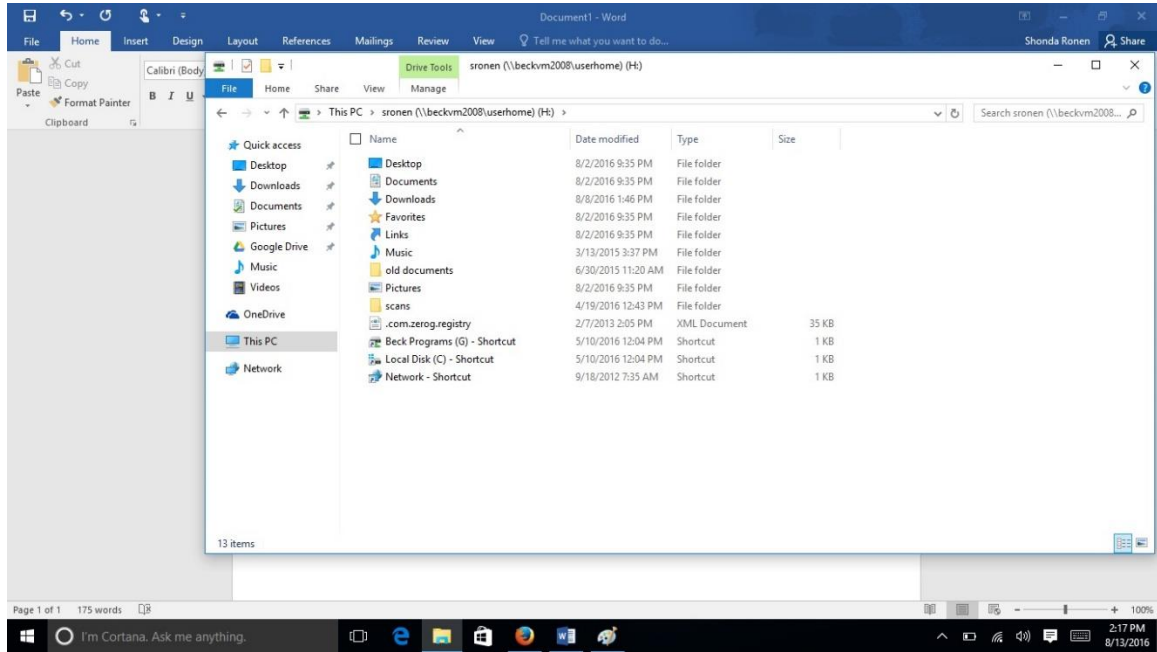 Document1 - Word
File Home Insert Design Layout References Mailings Review View Tell me what you want to do... Shonda Ronen Share
Cut
Copy
Paste
Format Painter
Clipboard
Calibri (Body
B I U
Drive Tools sronen (\\beckvm2008\userhome) (H:)
File Home Share View Manage
This PC > sronen (\\beckvm2008\userhome) (H:) > Search sronen (\\beckvm2008...
Name Date modified Type Size
Quick access
Desktop
Downloads
Documents
Pictures
Google Drive
Music
Videos
OneDrive
This PC
Network
Desktop 8/2/2016 9:35 PM File folder
Documents 8/2/2016 9:35 PM File folder
Downloads 8/8/2016 1:46 PM File folder
Favorites 8/2/2016 9:35 PM File folder
Links 8/2/2016 9:35 PM File folder
Music 3/13/2015 3:37 PM File folder
old documents 6/30/2015 11:20 AM File folder
Pictures 8/2/2016 9:35 PM File folder
scans 4/19/2016 12:43 PM File folder
.com.zerog.registry 2/7/2013 2:05 PM XML Document 35 KB
Beck Programs (G) - Shortcut 5/10/2016 12:04 PM Shortcut 1 KB
Local Disk (C) - Shortcut 5/10/2016 12:04 PM Shortcut 1 KB
Network - Shortcut 9/18/2012 7:35 AM Shortcut 1 KB
13 items
Page 1 of 1 175 words 100%
I'm Cortana. Ask me anything.
2:17 PM
8/13/2016